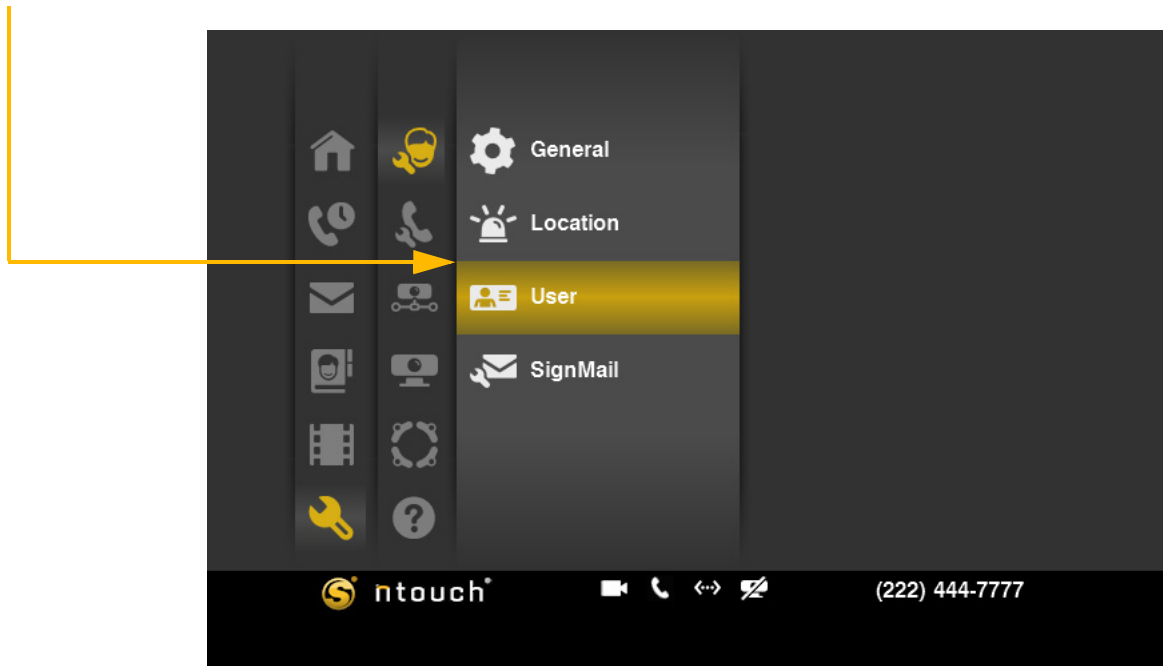 General
Location
User
SignMail
S ntouch (222) 444-7777